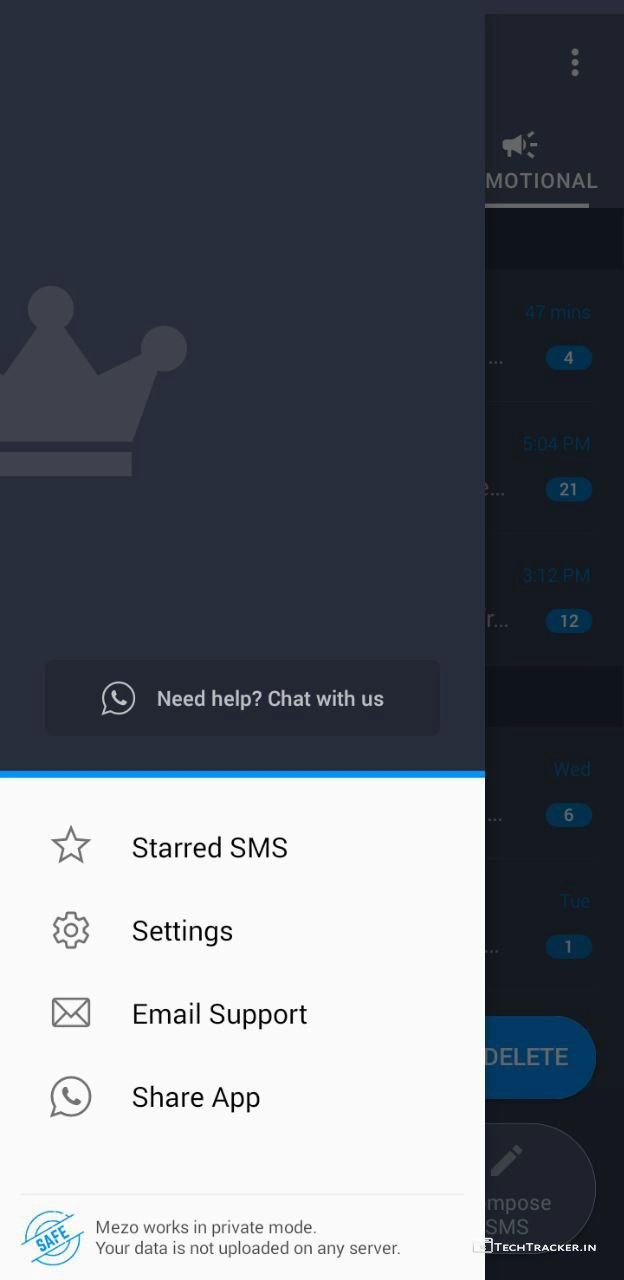 MOTIONAL
47 mins
... 4
5:04 PM
e... 21
3:12 PM
r... 12
Need help? Chat with us
Wed
... 6
Starred SMS
Tue
Settings
... 1
Email Support
DELETE
Share App
mpose
SMS
SAFE
Mezo works in private mode.
Your data is not uploaded on any server.
TECHTRACKER.IN